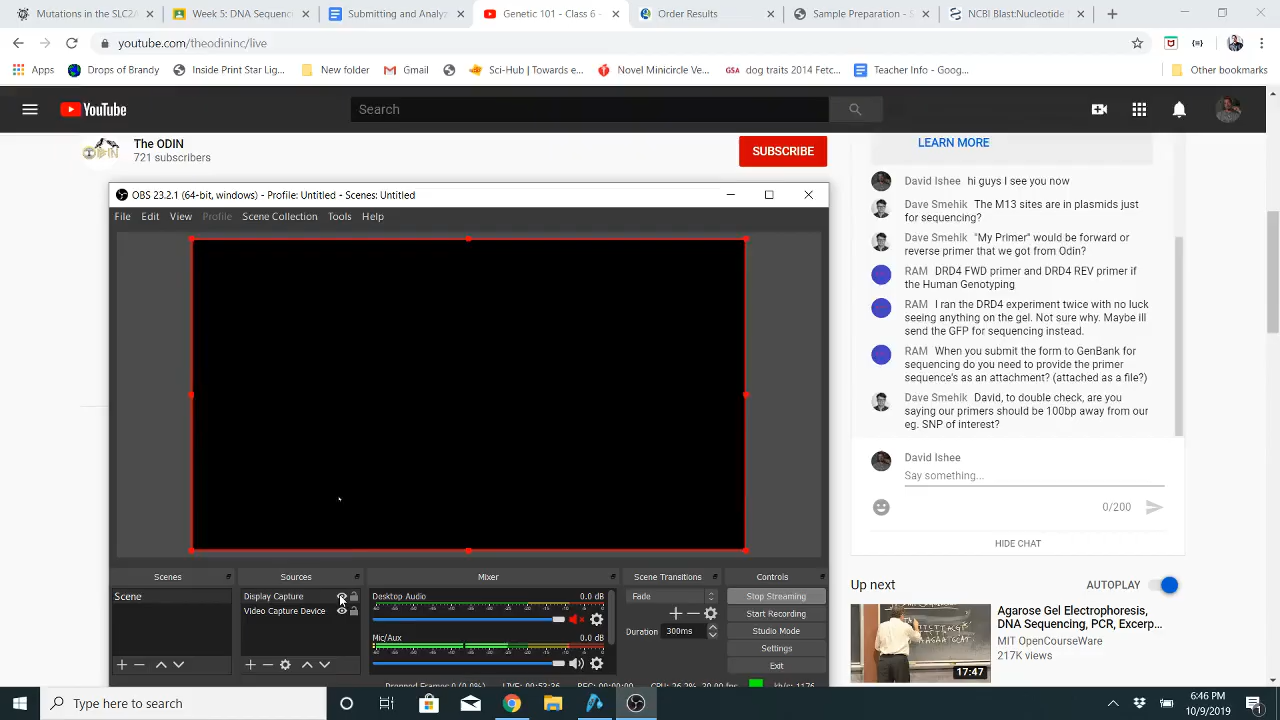 Mutations in the SLC2A
Week 5: DNA Sequencing:
Submitting and Analy
Genetic 101 - Class 6 -
Order Results
Sample Preparation - S
NCBI Blast:Nucleotide
youtube.com/theodininc/live
Apps
Drops of Brandy
Inside Print Star Lig...
New folder
Gmail
Sci-Hub | Towards e...
Novel Minicircle Ve...
GSA
dog traits 2014 Fetc...
Teacher Info - Goog...
Other bookmarks
YouTube
Search
The ODIN
721 subscribers
SUBSCRIBE
LEARN MORE
OBS 23.2.1 (64-bit, windows) - Profile: Untitled - Scenes: Untitled
File Edit View Profile Scene Collection Tools Help
Scenes
Sources
Mixer
Scene Transitions
Controls
Scene
Display Capture
Video Capture Device
Desktop Audio
0.0 dB
Mic/Aux
0.0 dB
Fade
Duration 300ms
Stop Streaming
Start Recording
Studio Mode
Settings
Exit
David Ishee hi guys I see you now
Dave Smehik The M13 sites are in plasmids just
for sequencing?
Dave Smehik "My Primer" would be forward or
reverse primer that we got from Odin?
RAM DRD4 FWD primer and DRD4 REV primer if
the Human Genotyping
RAM I ran the DRD4 experiment twice with no luck
seeing anything on the gel. Not sure why. Maybe ill
send the GFP for sequencing instead.
RAM When you submit the form to GenBank for
sequencing do you need to provide the primer
sequence's as an attachment? (attached as a file?)
Dave Smehik David, to double check, are you
saying our primers should be 100bp away from our
eg. SNP of interest?
David Ishee
Say something...
0/200
HIDE CHAT
Up next
AUTOPLAY
Agarose Gel Electrophoresis,
DNA Sequencing, PCR, Excerp...
MIT OpenCourseWare
217K views
17:47
Type here to search
6:46 PM
10/9/2019